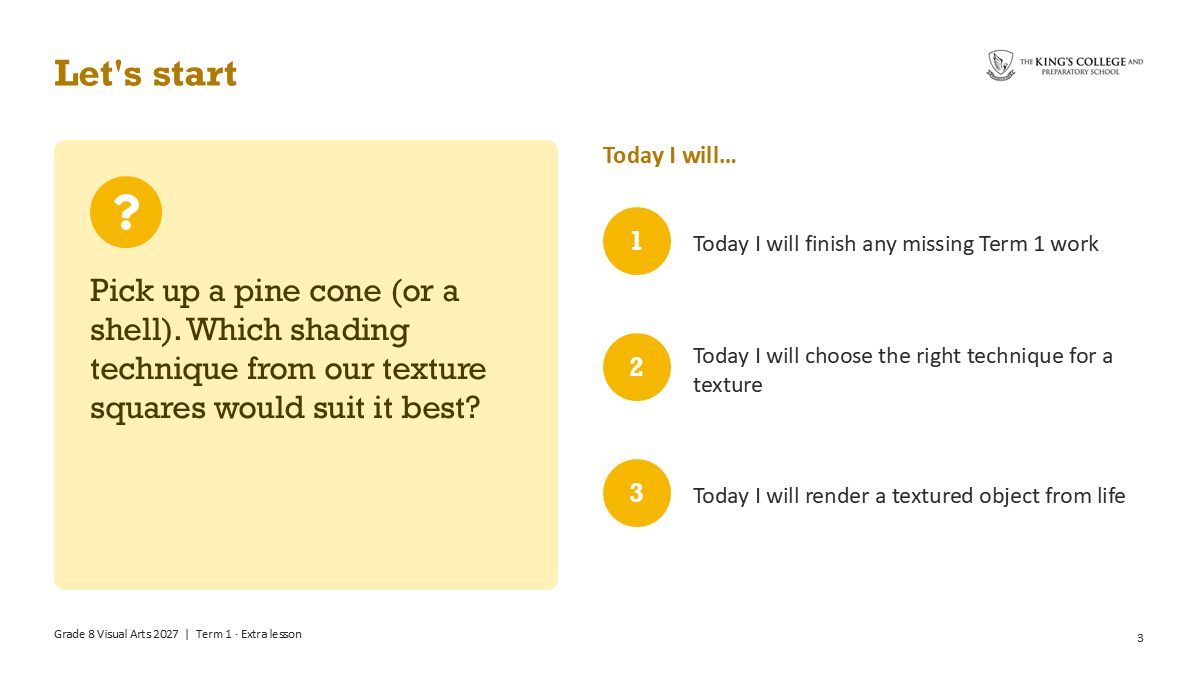 Let's start
THE KING'S COLLEGE AND
PREPARATORY SCHOOL
?
Pick up a pine cone (or a
shell). Which shading
technique from our texture
squares would suit it best?
Today I will…
1
Today I will finish any missing Term 1 work
2
Today I will choose the right technique for a
texture
3
Today I will render a textured object from life
Grade 8 Visual Arts 2027 | Term 1 · Extra lesson
3